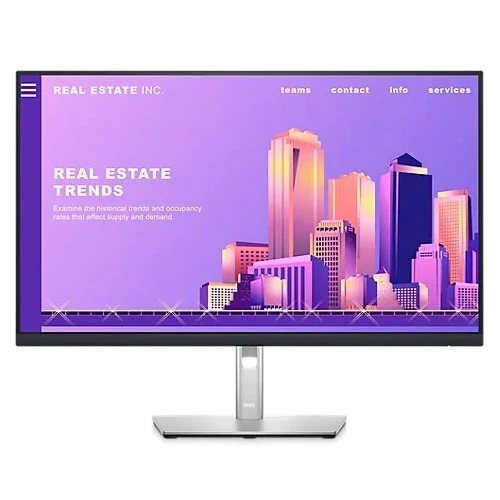 REAL ESTATE INC.
teams contact info services
REAL ESTATE
TRENDS
Examine the historical trends and occupancy
rates that affect supply and demand.
DELL